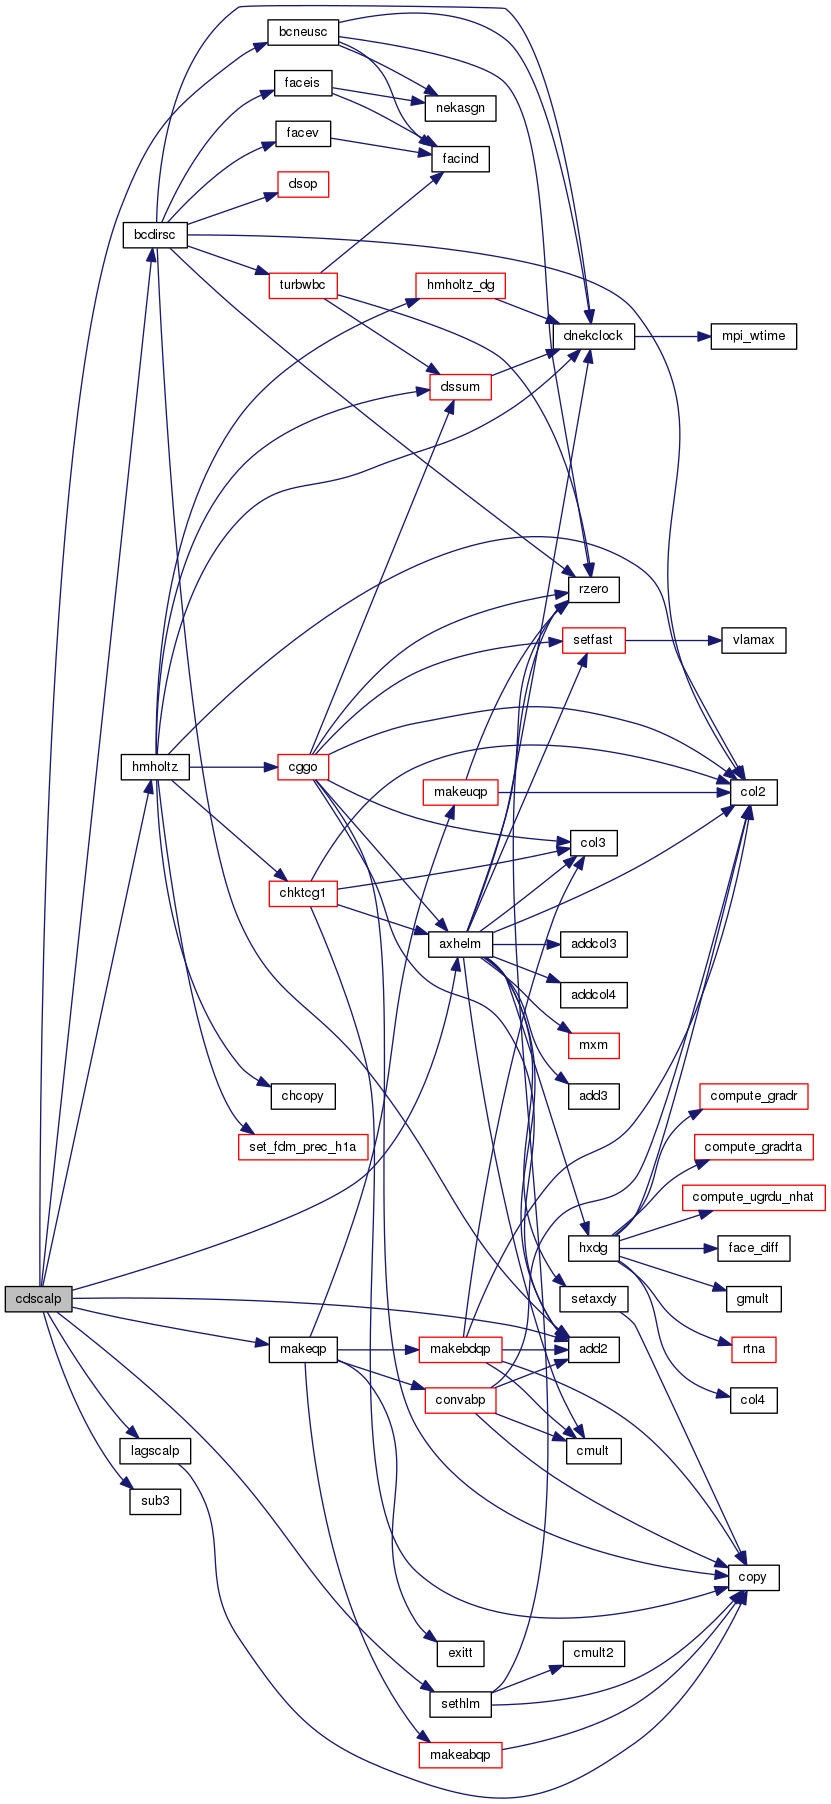 bcneusc
faceis
nekasgn
facev
facind
dsop
bcdirsc
turbwbc
hmholtz_dg
dnekclock
mpi_wtime
dssum
rzero
setfast
vlamax
hmholtz
cggo
makeuqp
col2
col3
chktcg1
axhelm
addcol3
addcol4
mxm
chcopy
add3
compute_gradr
set_fdm_prec_h1a
compute_gradrta
compute_ugrdu_nhat
hxdg
face_diff
cdscalp
setaxdy
gmult
makeqp
makebdqp
add2
rtna
convabp
col4
lagscalp
cmult
sub3
copy
exitt
cmult2
sethlm
makeabqp